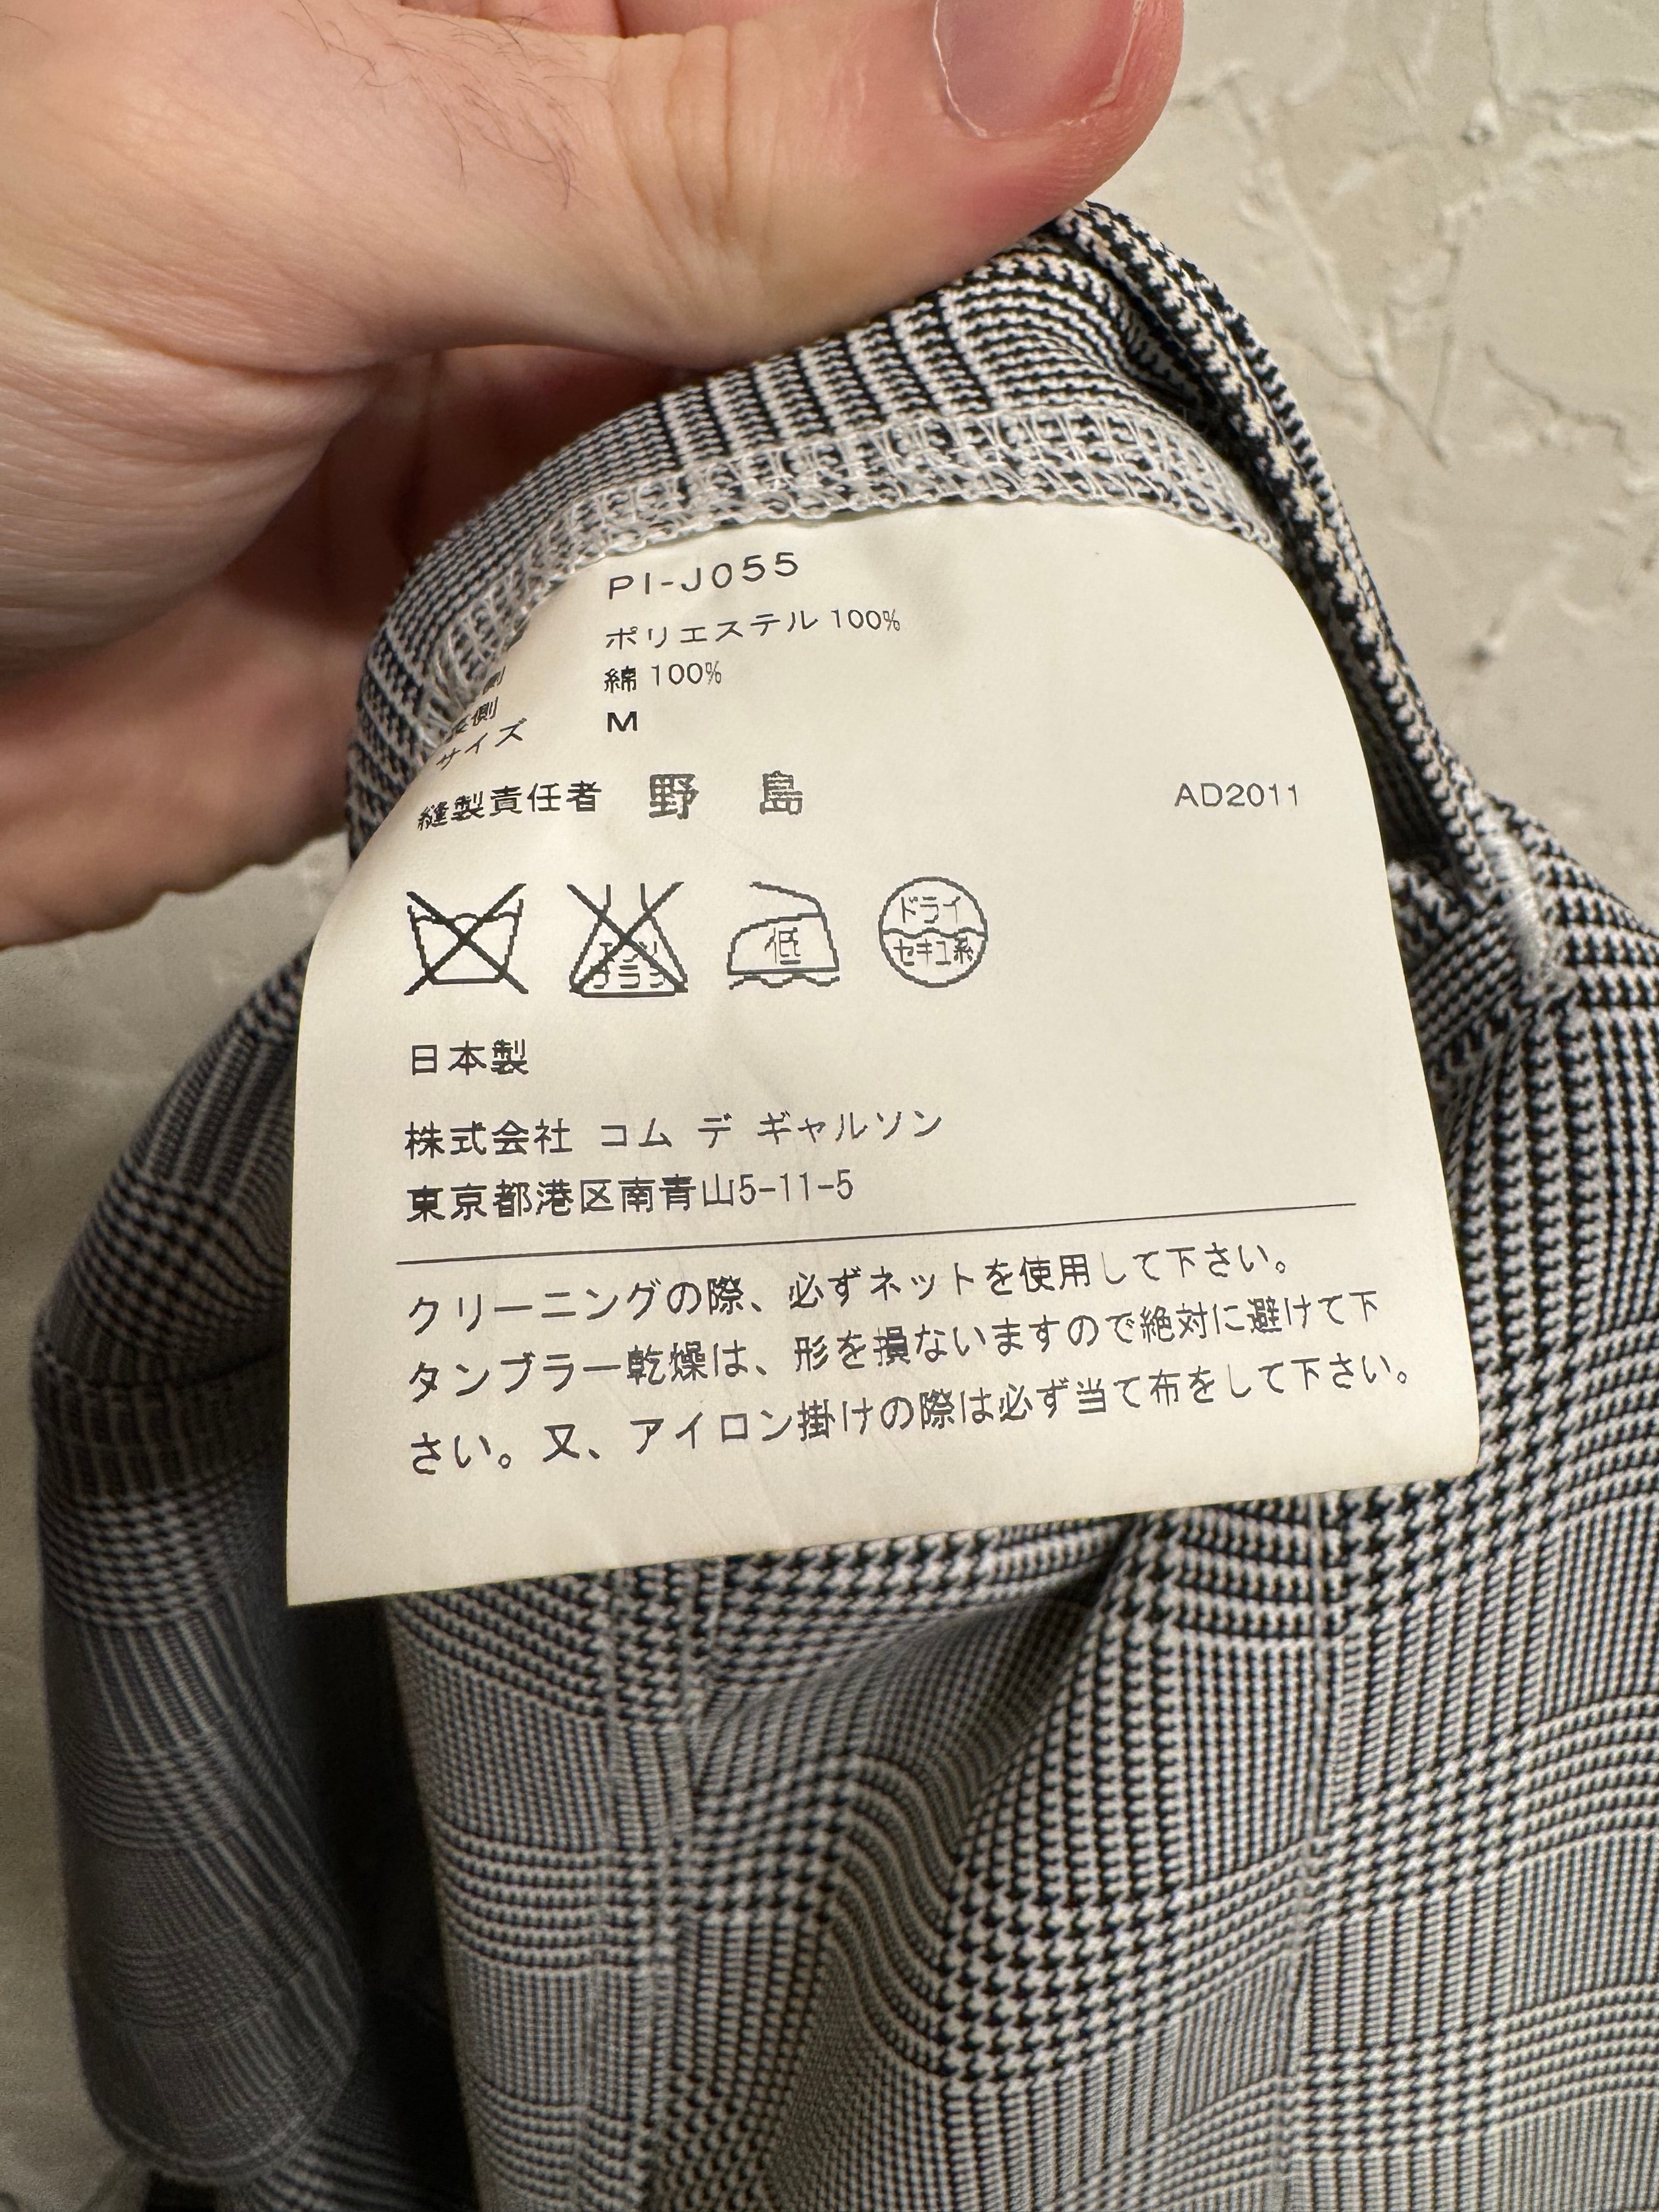 PI-J055
ポリエステル 100%
綿 100%
サイズ M
縫製責任者 野 島 AD2011
エンソ
サラシ
低
ドライ
セキユ系
日本製
株式会社 コム デ ギャルソン
東京都港区南青山5-11-5
クリーニングの際、必ずネットを使用して下さい。
タンブラー乾燥は、形を損ないますので絶対に避けて下
さい。又、アイロン掛けの際は必ず当て布をして下さい。